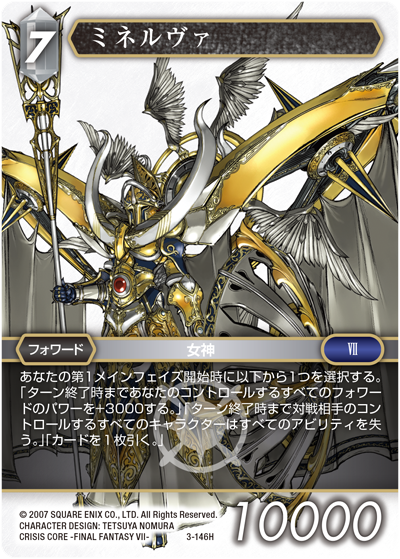 7
ミネルヴァ
フォワード
女神
VII
あなたの第1メインフェイズ開始時に以下から1つを選択する。
「ターン終了時まであなたのコントロールするすべてのフォワー
ドのパワーを+3000する。」「ターン終了時まで対戦相手のコン
トロールするすべてのキャラクターはすべてのアビリティを失
う。」「カードを1枚引く。」
© 2007 SQUARE ENIX CO., LTD. All Rights Reserved.
CHARACTER DESIGN: TETSUYA NOMURA
CRISIS CORE -FINAL FANTASY VII-
3-146H
10000